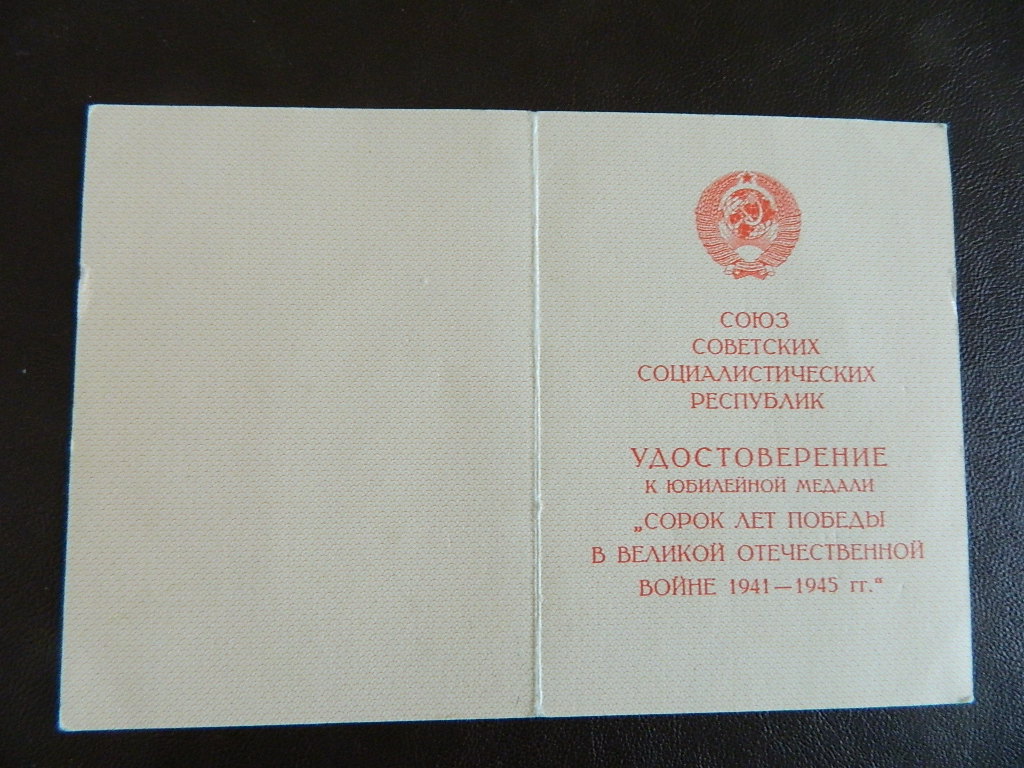 СОЮЗ
СОВЕТСКИХ
СОЦИАЛИСТИЧЕСКИХ
РЕСПУБЛИК
УДОСТОВЕРЕНИЕ
К ЮБИЛЕЙНОЙ МЕДАЛИ
„СОРОК ЛЕТ ПОБЕДЫ
В ВЕЛИКОЙ ОТЕЧЕСТВЕННОЙ
ВОЙНЕ 1941—1945 гг.“